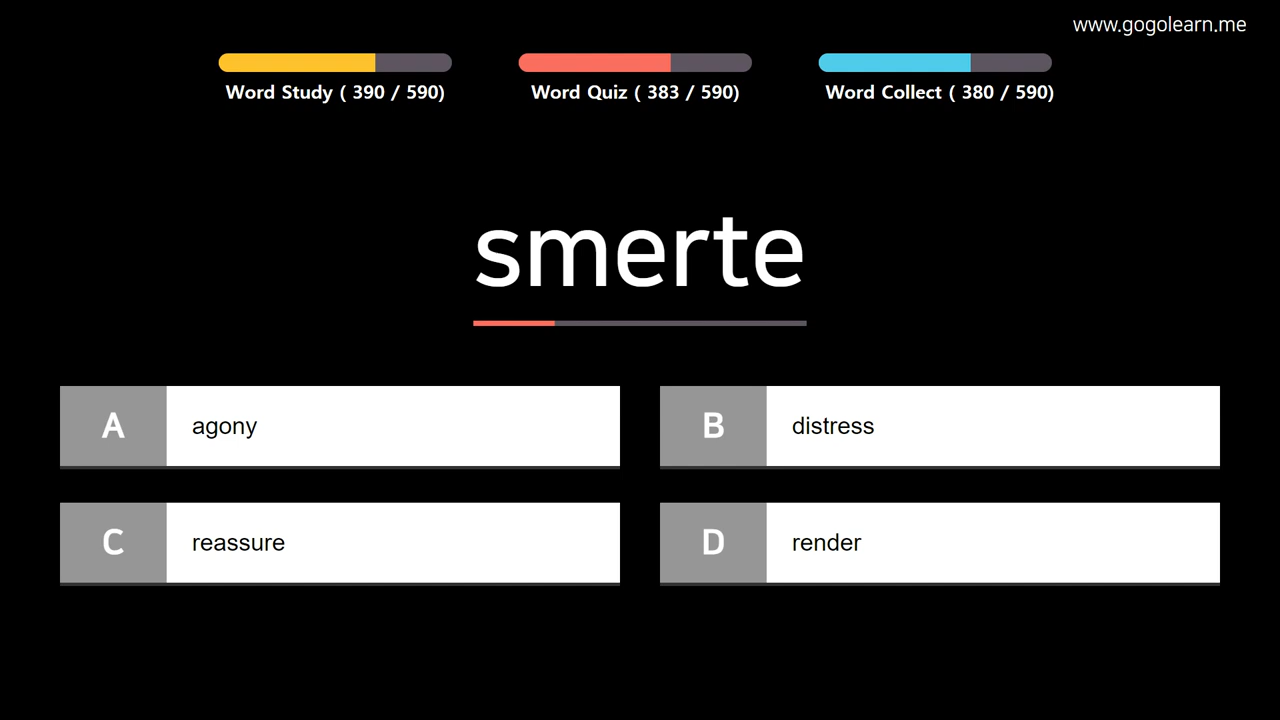 www.gogolearn.me
Word Study ( 390 / 590)
Word Quiz ( 383 / 590)
Word Collect ( 380 / 590)
smerte
A agony
B distress
C reassure
D render